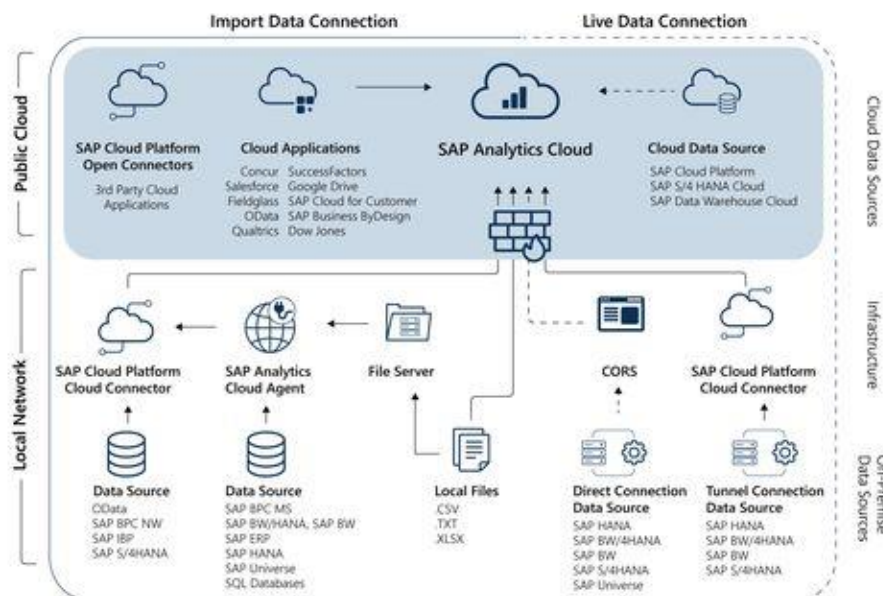 Import Data Connection
Live Data Connection
Public Cloud
SAP Cloud Platform
Open Connectors
3rd Party Cloud
Applications
Cloud Applications
Concur SuccessFactors
Salesforce Google Drive
Fieldglass SAP Cloud for Customer
OData SAP Business ByDesign
Qualtrics Dow Jones
SAP Analytics Cloud
Cloud Data Source
SAP Cloud Platform
SAP S/4 HANA Cloud
SAP Data Warehouse Cloud
Cloud Data Sources
Local Network
SAP Cloud Platform
Cloud Connector
SAP Analytics
Cloud Agent
File Server
CORS
SAP Cloud Platform
Cloud Connector
Infrastructure
Data Source
OData
SAP BPC NW
SAP IBP
SAP S/4HANA
Data Source
SAP BPC MS
SAP BW/HANA, SAP BW
SAP ERP
SAP HANA
SAP Universe
SQL Databases
Local Files
.CSV
.TXT
.XLSX
Direct Connection
Data Source
SAP HANA
SAP BW/4HANA
SAP BW
SAP S/4HANA
SAP Universe
Tunnel Connection
Data Source
SAP HANA
SAP BW/4HANA
SAP BW
SAP S/4HANA
On-Premise
Data Sources